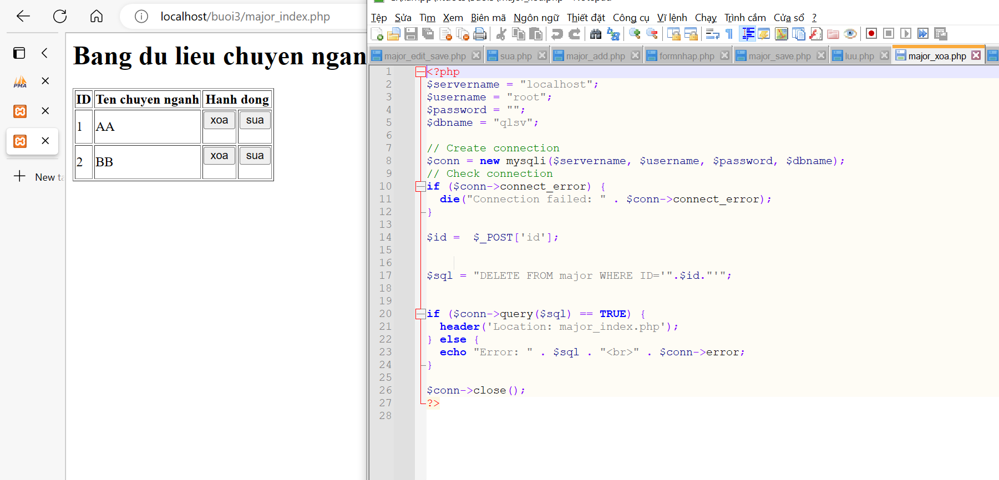 localhost/buoi3/major_index.php
PMA
New ta
Bang du lieu chuyen ngan
ID Ten chuyen nganh Hanh dong
1 AA xoa sua
2 BB xoa sua
Tệp Sửa Tìm Xem Biên mã Ngôn ngữ Thiết đặt Công cụ Vĩ lệnh Chạy Trình cắm Cửa sổ ?
major_edit_save.php sua.php major_add.php formnhap.php major_save.php luu.php major_xoa.php
1 <?php
2 $servername = "localhost";
3 $username = "root";
4 $password = "";
5 $dbname = "qlsv";
6
7 // Create connection
8 $conn = new mysqli($servername, $username, $password, $dbname);
9 // Check connection
10 if ($conn->connect_error) {
11 die("Connection failed: " . $conn->connect_error);
12 }
13
14 $id =  $_POST['id'];
15
16
17 $sql = "DELETE FROM major WHERE ID='".$id."'";
18
19
20 if ($conn->query($sql) == TRUE) {
21 header('Location: major_index.php');
22 } else {
23 echo "Error: " . $sql . "<br>" . $conn->error;
24 }
25
26 $conn->close();
27 ?>
28